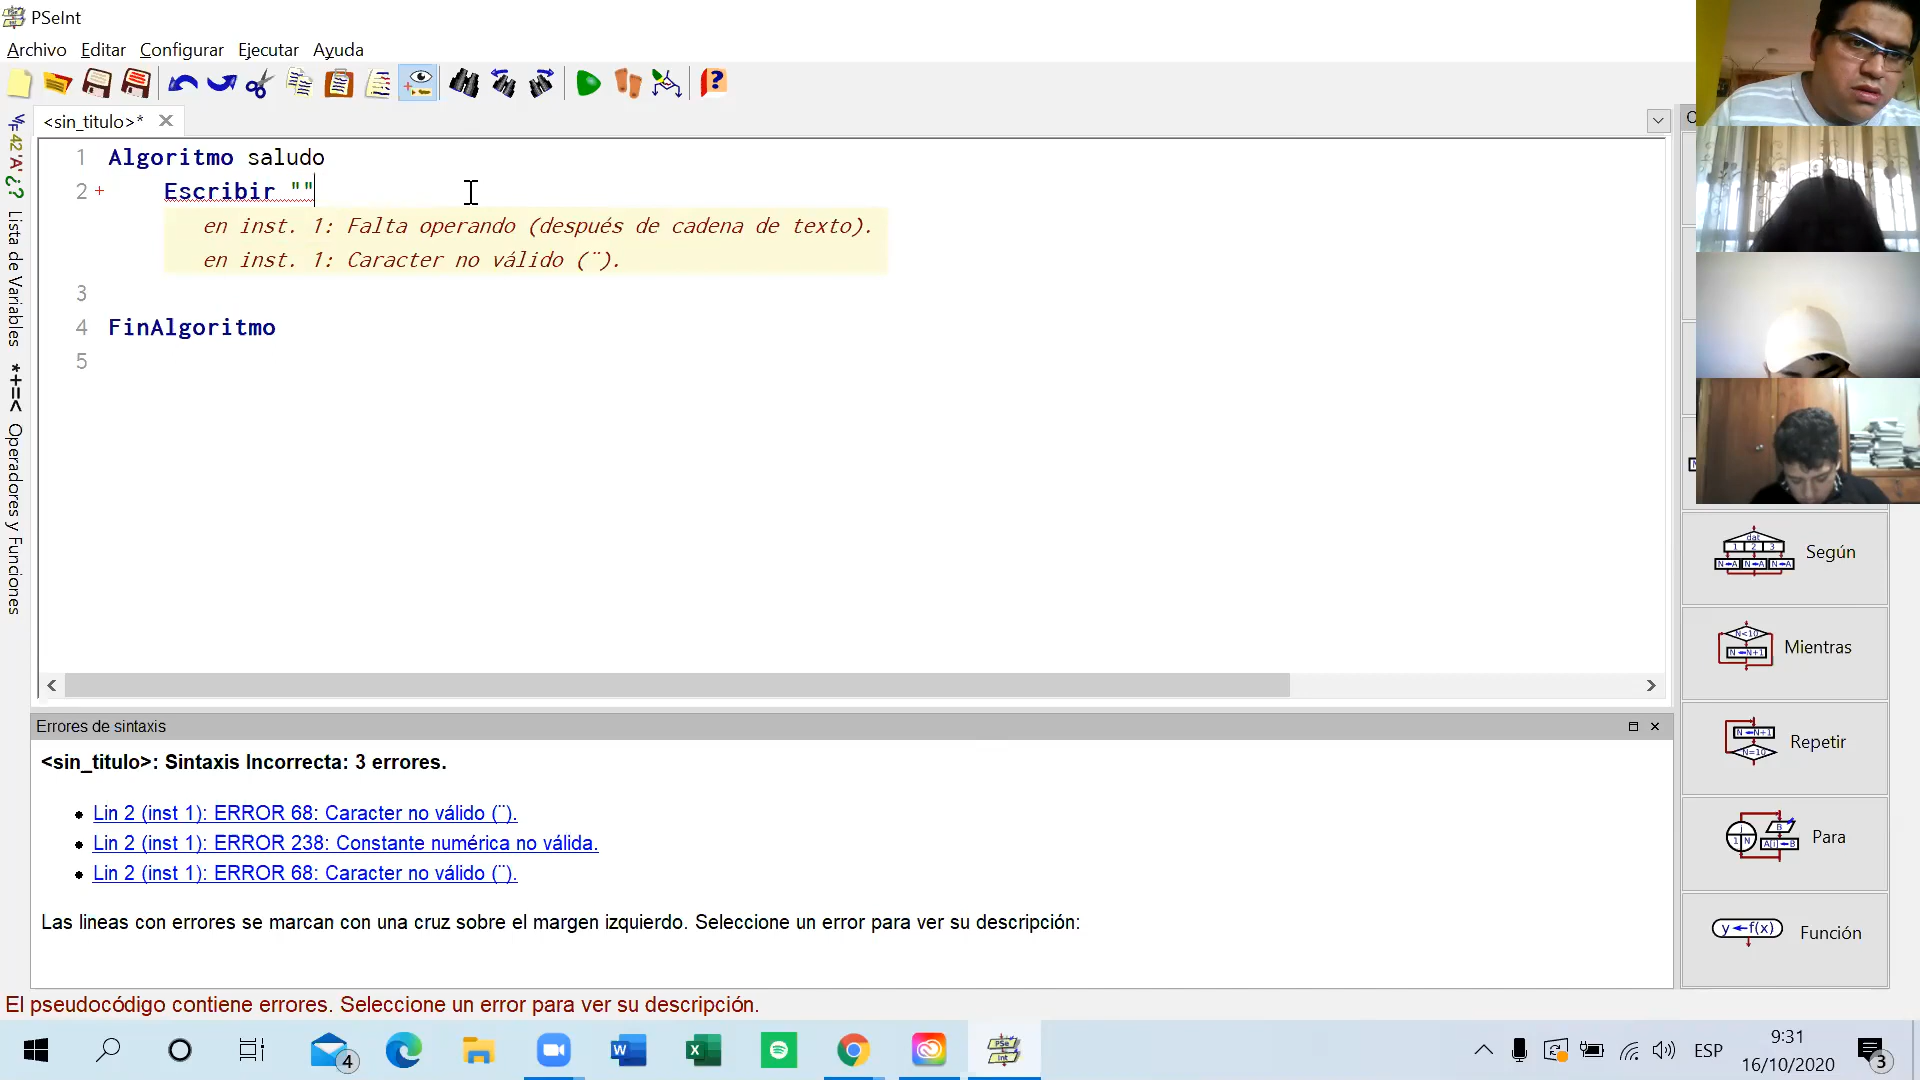 PSeInt
Archivo Editar Configurar Ejecutar Ayuda
<sin_titulo>*
1 Algoritmo saludo
2 + Escribir ""
en inst. 1: Falta operando (después de cadena de texto).
en inst. 1: Caracter no válido (¨).
3
4 FinAlgoritmo
5
Lista de Variables
*+=< Operadores y Funciones
Según
Mientras
Repetir
Para
y←f(x) Función
Errores de sintaxis
<sin_titulo>: Sintaxis Incorrecta: 3 errores.
Lin 2 (inst 1): ERROR 68: Caracter no válido (¨).
Lin 2 (inst 1): ERROR 238: Constante numérica no válida.
Lin 2 (inst 1): ERROR 68: Caracter no válido (¨).
Las lineas con errores se marcan con una cruz sobre el margen izquierdo. Seleccione un error para ver su descripción:
El pseudocódigo contiene errores. Seleccione un error para ver su descripción.
4
ESP
9:31
16/10/2020
3